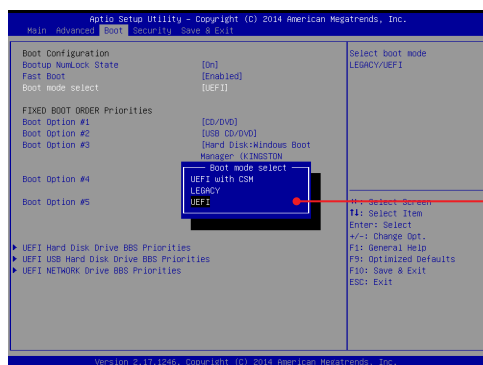 Aptio Setup Utility – Copyright (C) 2014 American Megatrends, Inc.
Main Advanced Boot Security Save & Exit
Boot Configuration
Bootup NumLock State [On]
Fast Boot [Enabled]
Boot mode select [UEFI]
FIXED BOOT ORDER Priorities
Boot Option #1 [CD/DVD]
Boot Option #2 [USB CD/DVD]
Boot Option #3 [Hard Disk:Windows Boot
Manager (KINGSTON
Boot mode select
UEFI with CSM
LEGACY
UEFI
Boot Option #4
Boot Option #5
UEFI Hard Disk Drive BBS Priorities
UEFI USB Hard Disk Drive BBS Priorities
UEFI NETWORK Drive BBS Priorities
Select boot mode
LEGACY/UEFI
↔: Select Screen
↑↓: Select Item
Enter: Select
+/-: Change Opt.
F1: General Help
F9: Optimized Defaults
F10: Save & Exit
ESC: Exit
Version 2.17.1246. Copyright (C) 2014 American Megatrends, Inc.